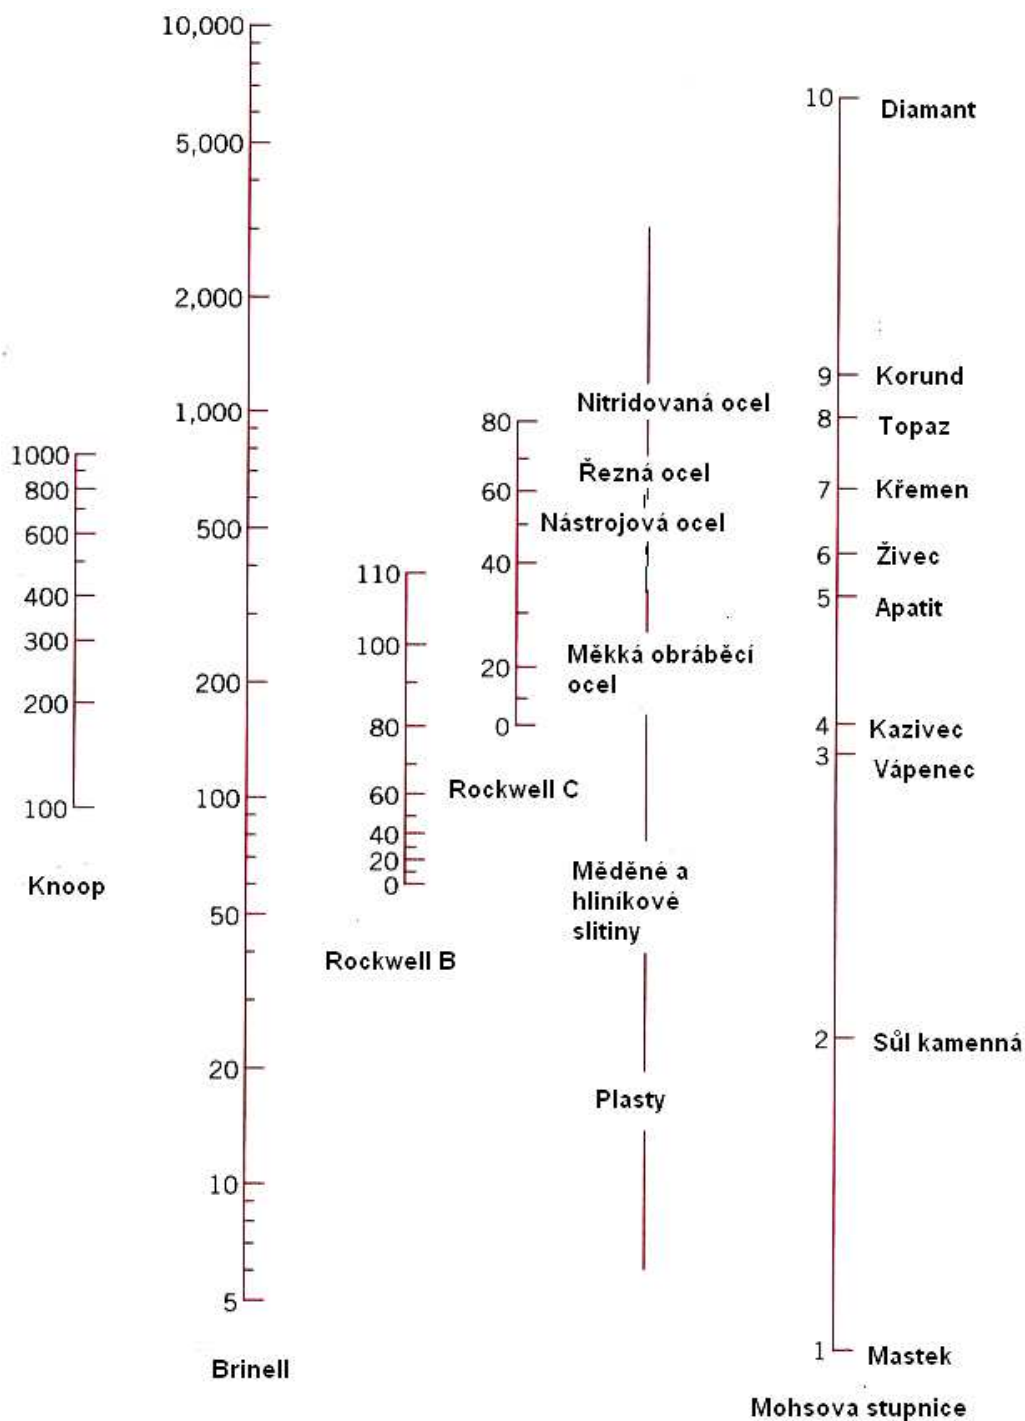 10,000
5,000
2,000
1,000
500
200
100
50
20
10
5
Brinell
1000
800
600
400
300
200
100
Knoop
110
100
80
60
40
20
0
Rockwell B
80
60
40
20
0
Rockwell C
Nitridovaná ocel
Řezná ocel
Nástrojová ocel
Měkká obráběcí
ocel
Měděné a
hliníkové
slitiny
Plasty
10 Diamant
9 Korund
8 Topaz
7 Křemen
6 Živec
5 Apatit
4 Kazivec
3 Vápenec
2 Sůl kamenná
1 Mastek
Mohsova stupnice